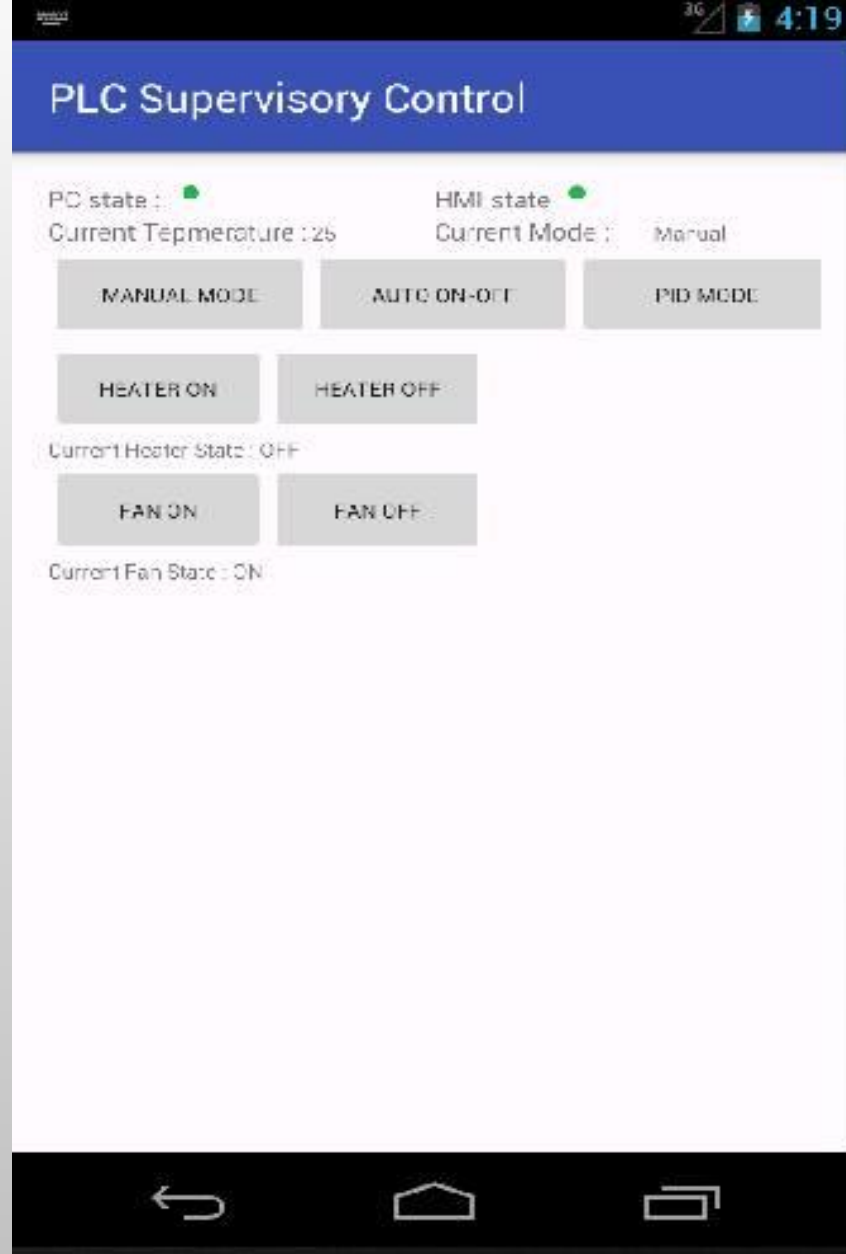 3G 4:19
PLC Supervisory Control
PC state : HMI state
Current Tepmerature : 25 Current Mode : Manual
MANUAL MODE AUTO ON-OFF PID MODE
HEATER ON HEATER OFF
Current Heater State : OFF
FAN ON FAN OFF
Current Fan State : ON